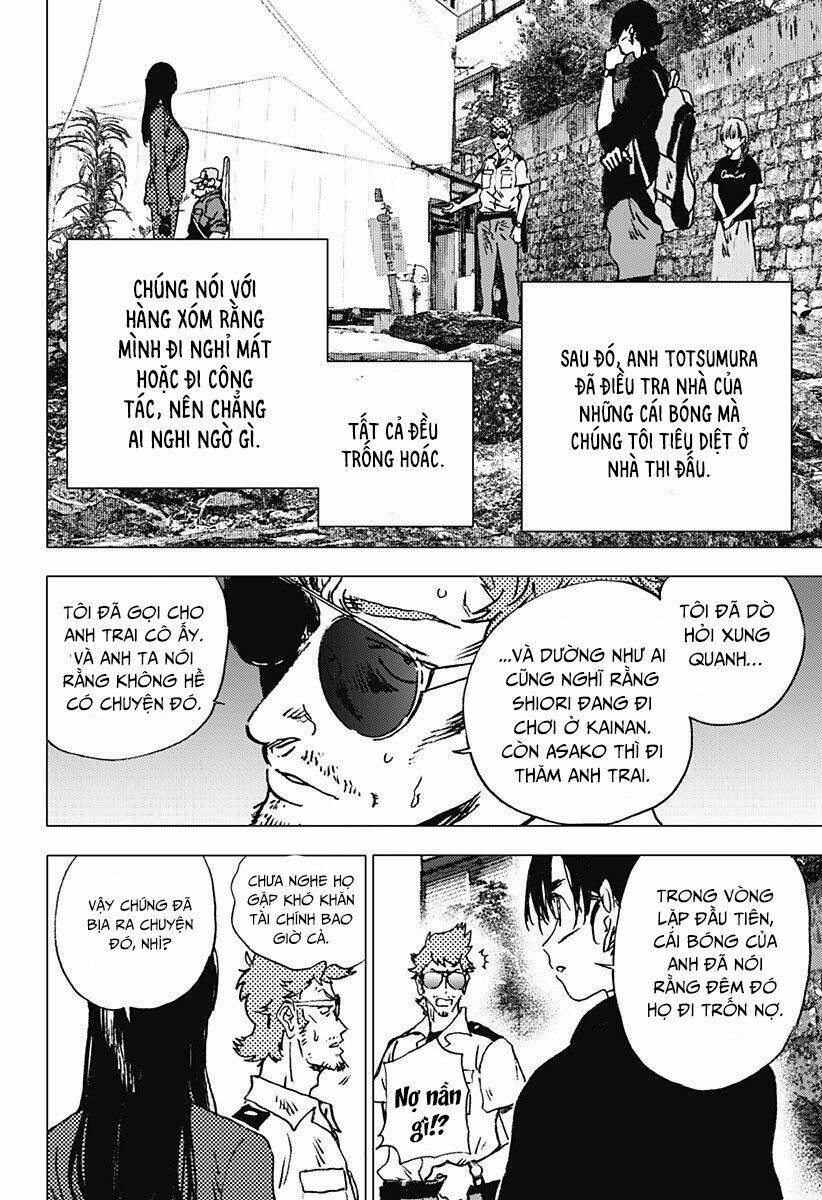 SAU ĐÓ, ANH TOTSUMURA
ĐÃ ĐIỀU TRA NHÀ CỦA
NHỮNG CÁI BÓNG MÀ
CHÚNG TÔI TIÊU DIỆT Ở
NHÀ THI ĐẤU.
TẤT CẢ ĐỀU
TRỐNG HOÁC.
CHÚNG NÓI VỚI
HÀNG XÓM RẰNG
MÌNH ĐI NGHỈ MÁT
HOẶC ĐI CÔNG
TÁC, NÊN CHẲNG
AI NGHI NGỜ GÌ.
TÔI ĐÃ DÒ
HỎI XUNG
QUANH...
...VÀ DƯỜNG NHƯ AI
CŨNG NGHĨ RẰNG
SHIORI ĐANG ĐI
CHƠI Ở KAINAN.
CÒN ASAKO THÌ ĐI
THĂM ANH TRAI.
TÔI ĐÃ GỌI CHO
ANH TRAI CÔ ẤY.
VÀ ANH TA NÓI
RẰNG KHÔNG HỀ
CÓ CHUYỆN ĐÓ.
TRONG VÒNG
LẶP ĐẦU TIÊN,
CÁI BÓNG CỦA
ANH ĐÃ NÓI
RẰNG ĐÊM ĐÓ
HỌ ĐI TRỐN NỢ.
Nợ nần
gì!?
CHƯA NGHE HỌ
GẶP KHÓ KHĂN
TÀI CHÍNH BAO
GIỜ CẢ.
VẬY CHÚNG ĐÃ
BỊA RA CHUYỆN
ĐÓ, NHỈ?